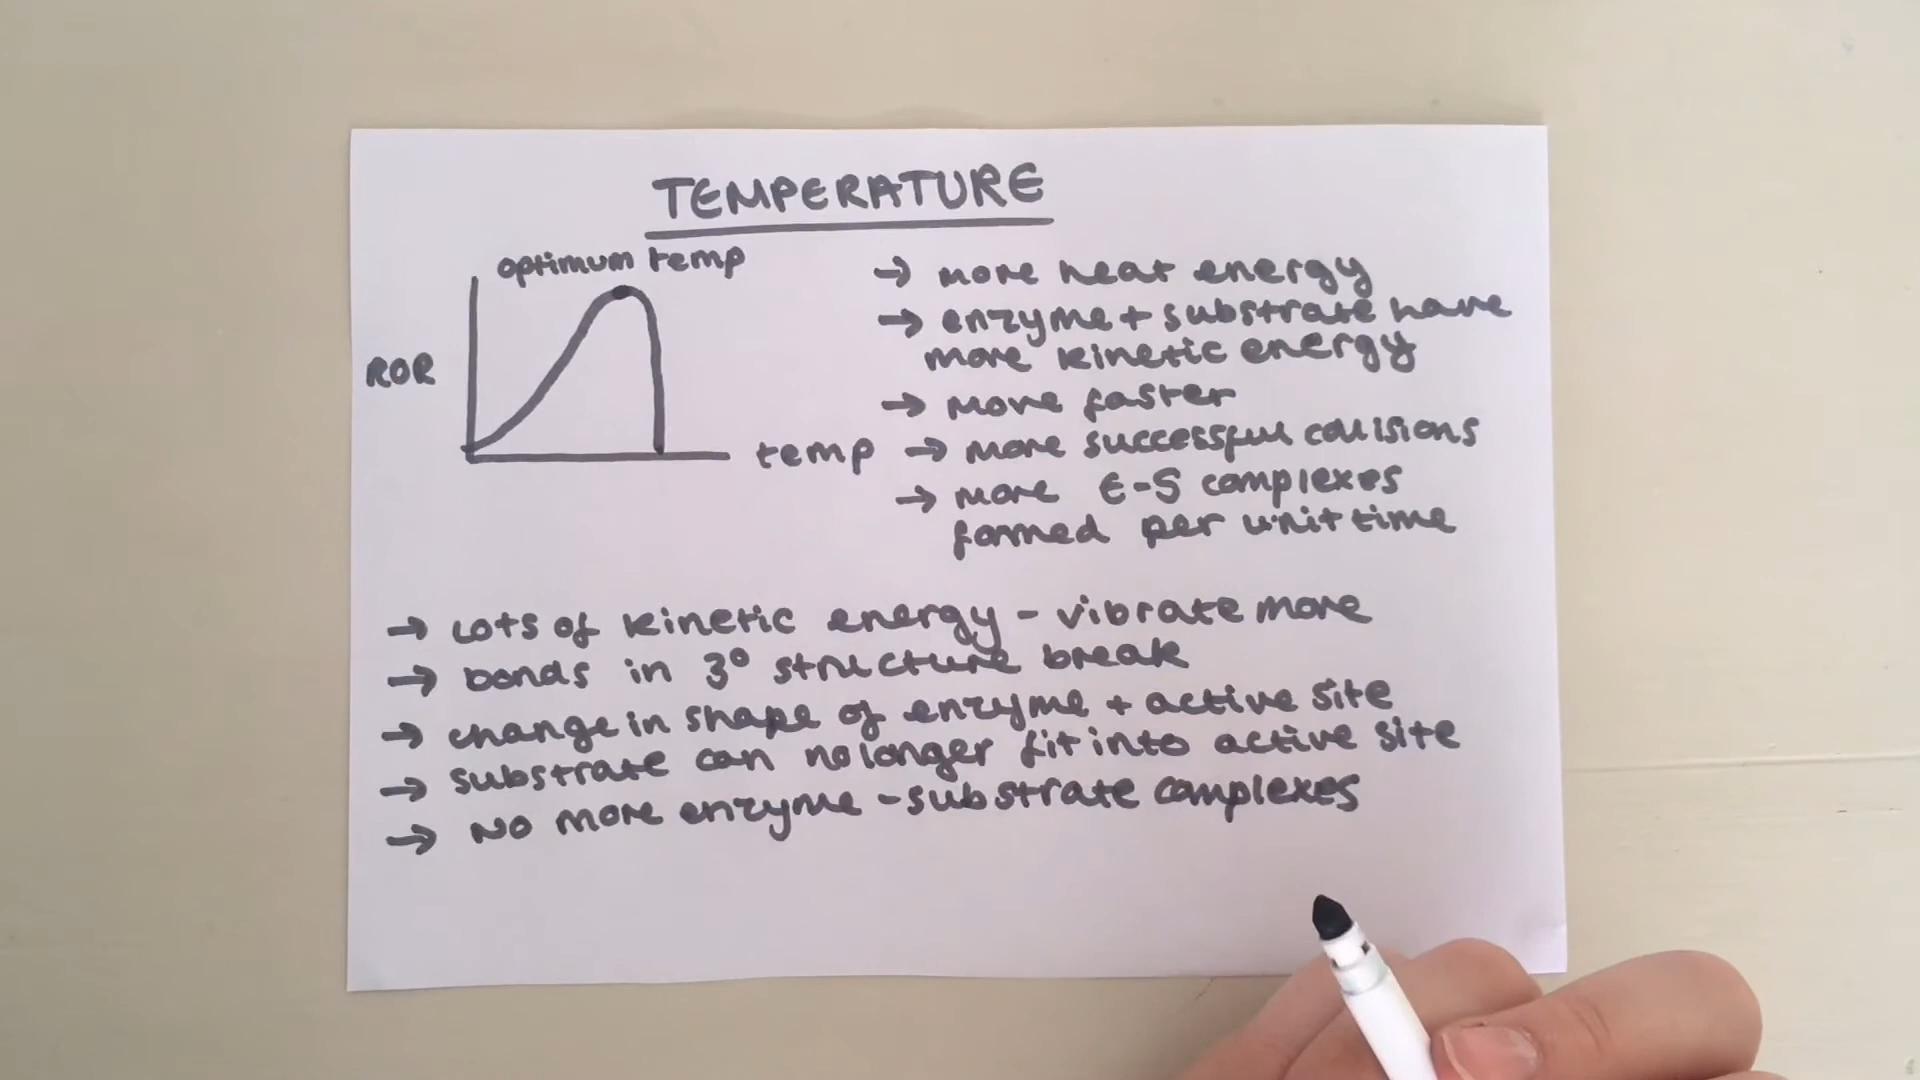 TEMPERATURE
optimum temp
ROR
temp
→ more heat energy
→ enzyme + substrate have
more kinetic energy
→ move faster
→ more successful collisions
→ more E-S complexes
formed per unit time
→ Lots of kinetic energy - vibrate more
→ bonds in 3° structure break
→ change in shape of enzyme + active site
→ substrate can no longer fit into active site
→ No more enzyme-substrate complexes